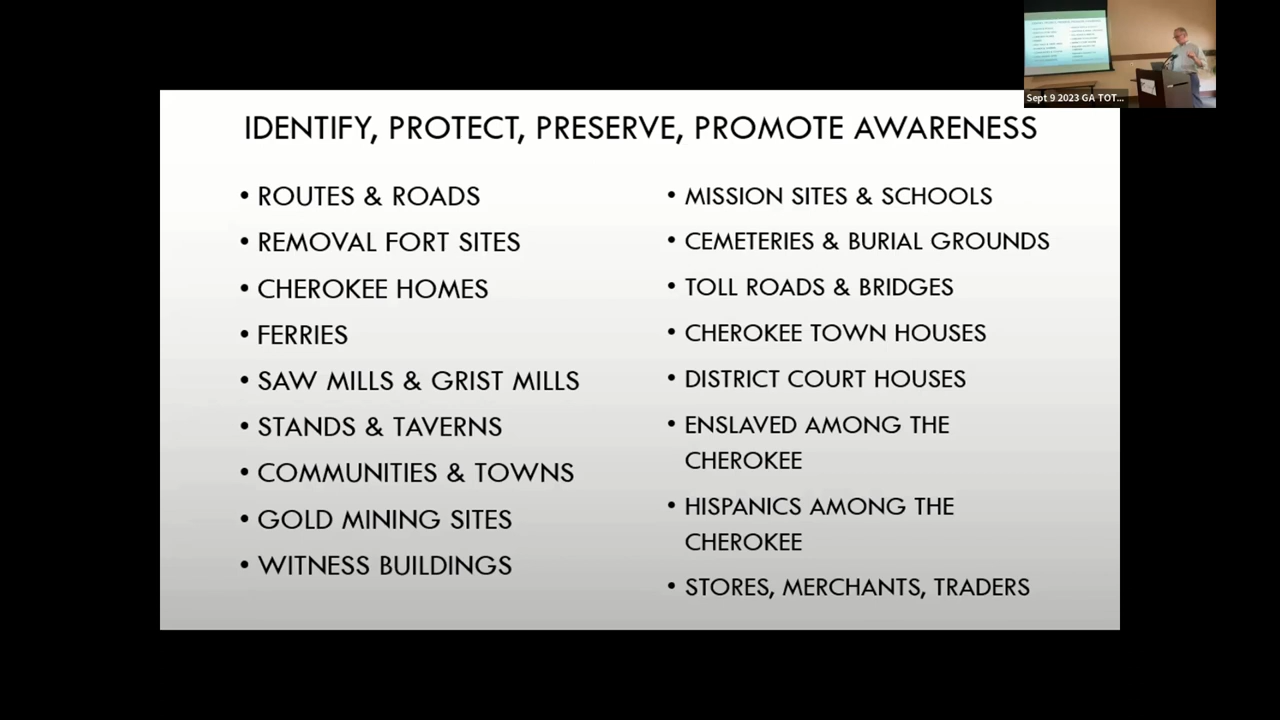 Sept 9 2023 GA TOT...
IDENTIFY, PROTECT, PRESERVE, PROMOTE AWARENESS
• ROUTES & ROADS
• REMOVAL FORT SITES
• CHEROKEE HOMES
• FERRIES
• SAW MILLS & GRIST MILLS
• STANDS & TAVERNS
• COMMUNITIES & TOWNS
• GOLD MINING SITES
• WITNESS BUILDINGS
• MISSION SITES & SCHOOLS
• CEMETERIES & BURIAL GROUNDS
• TOLL ROADS & BRIDGES
• CHEROKEE TOWN HOUSES
• DISTRICT COURT HOUSES
• ENSLAVED AMONG THE
CHEROKEE
• HISPANICS AMONG THE
CHEROKEE
• STORES, MERCHANTS, TRADERS